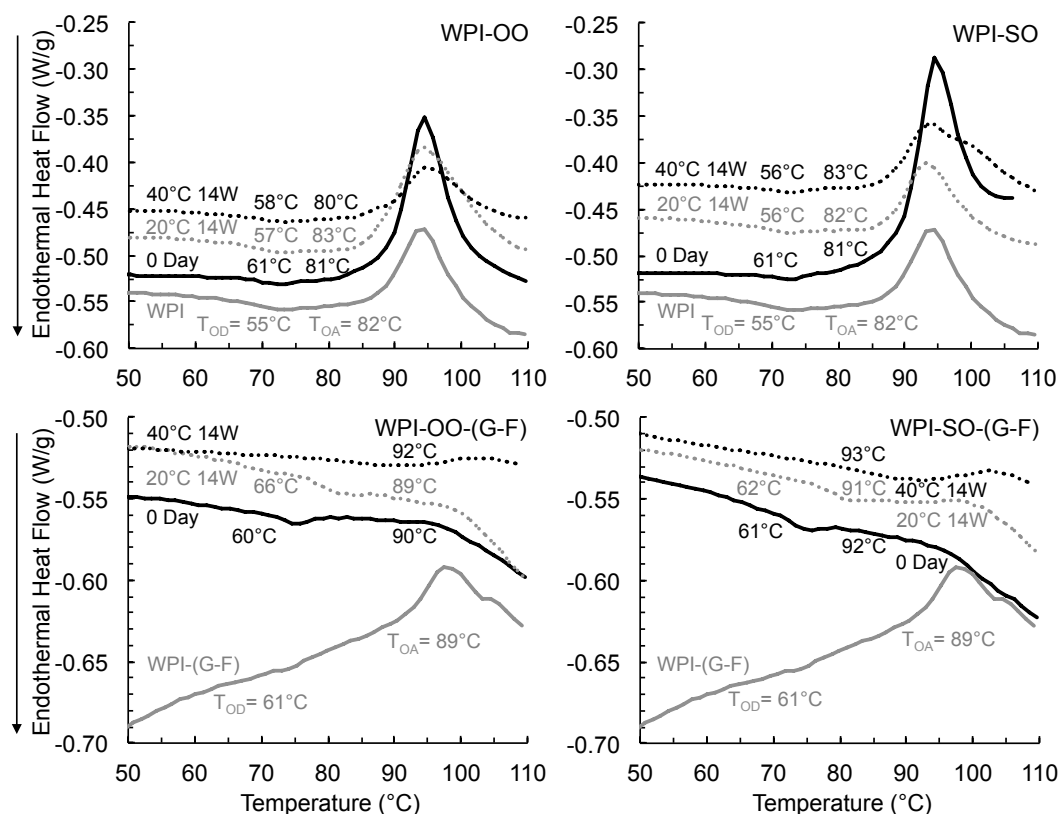 WPI-OO
Endothermal Heat Flow (W/g)
-0.25
-0.30
-0.35
-0.40
-0.45
-0.50
-0.55
-0.60
40°C 14W
58°C
80°C
20°C 14W
57°C
83°C
0 Day
61°C
81°C
WPI
TOD= 55°C
TOA= 82°C
50 60 70 80 90 100 110
WPI-SO
-0.25
-0.30
-0.35
-0.40
-0.45
-0.50
-0.55
-0.60
40°C 14W
56°C
83°C
20°C 14W
56°C
82°C
0 Day
61°C
81°C
WPI
TOD= 55°C
TOA= 82°C
50 60 70 80 90 100 110
WPI-OO-(G-F)
Endothermal Heat Flow (W/g)
-0.50
-0.55
-0.60
-0.65
-0.70
40°C 14W
92°C
20°C 14W
66°C
89°C
0 Day
60°C
90°C
WPI-(G-F)
TOD= 61°C
TOA= 89°C
50 60 70 80 90 100 110
Temperature (°C)
WPI-SO-(G-F)
-0.50
-0.55
-0.60
-0.65
-0.70
93°C
40°C 14W
62°C
91°C
20°C 14W
61°C
92°C
0 Day
WPI-(G-F)
TOD= 61°C
TOA= 89°C
50 60 70 80 90 100 110
Temperature (°C)